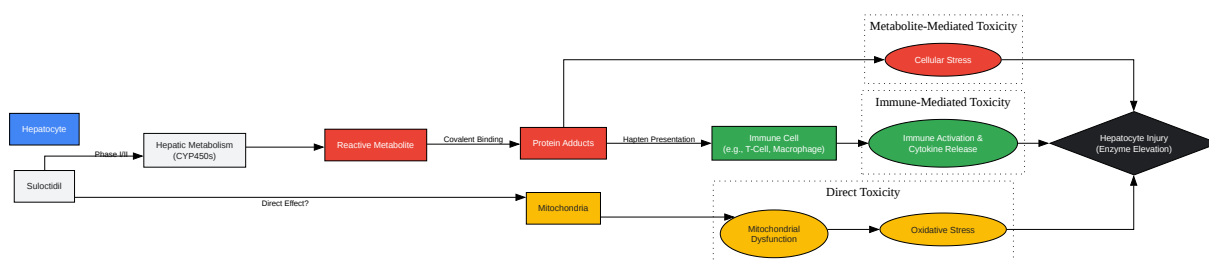 Metabolite-Mediated Toxicity
Cellular Stress
Immune-Mediated Toxicity
Hepatocyte
Phase I/II
Hepatic Metabolism
(CYP450s)
Reactive Metabolite
Covalent Binding
Protein Adducts
Hapten Presentation
Immune Cell
(e.g., T-Cell, Macrophage)
Immune Activation &
Cytokine Release
Hepatocyte Injury
(Enzyme Elevation)
Suloctidil
Direct Effect?
Mitochondria
Direct Toxicity
Mitochondrial
Dysfunction
Oxidative Stress